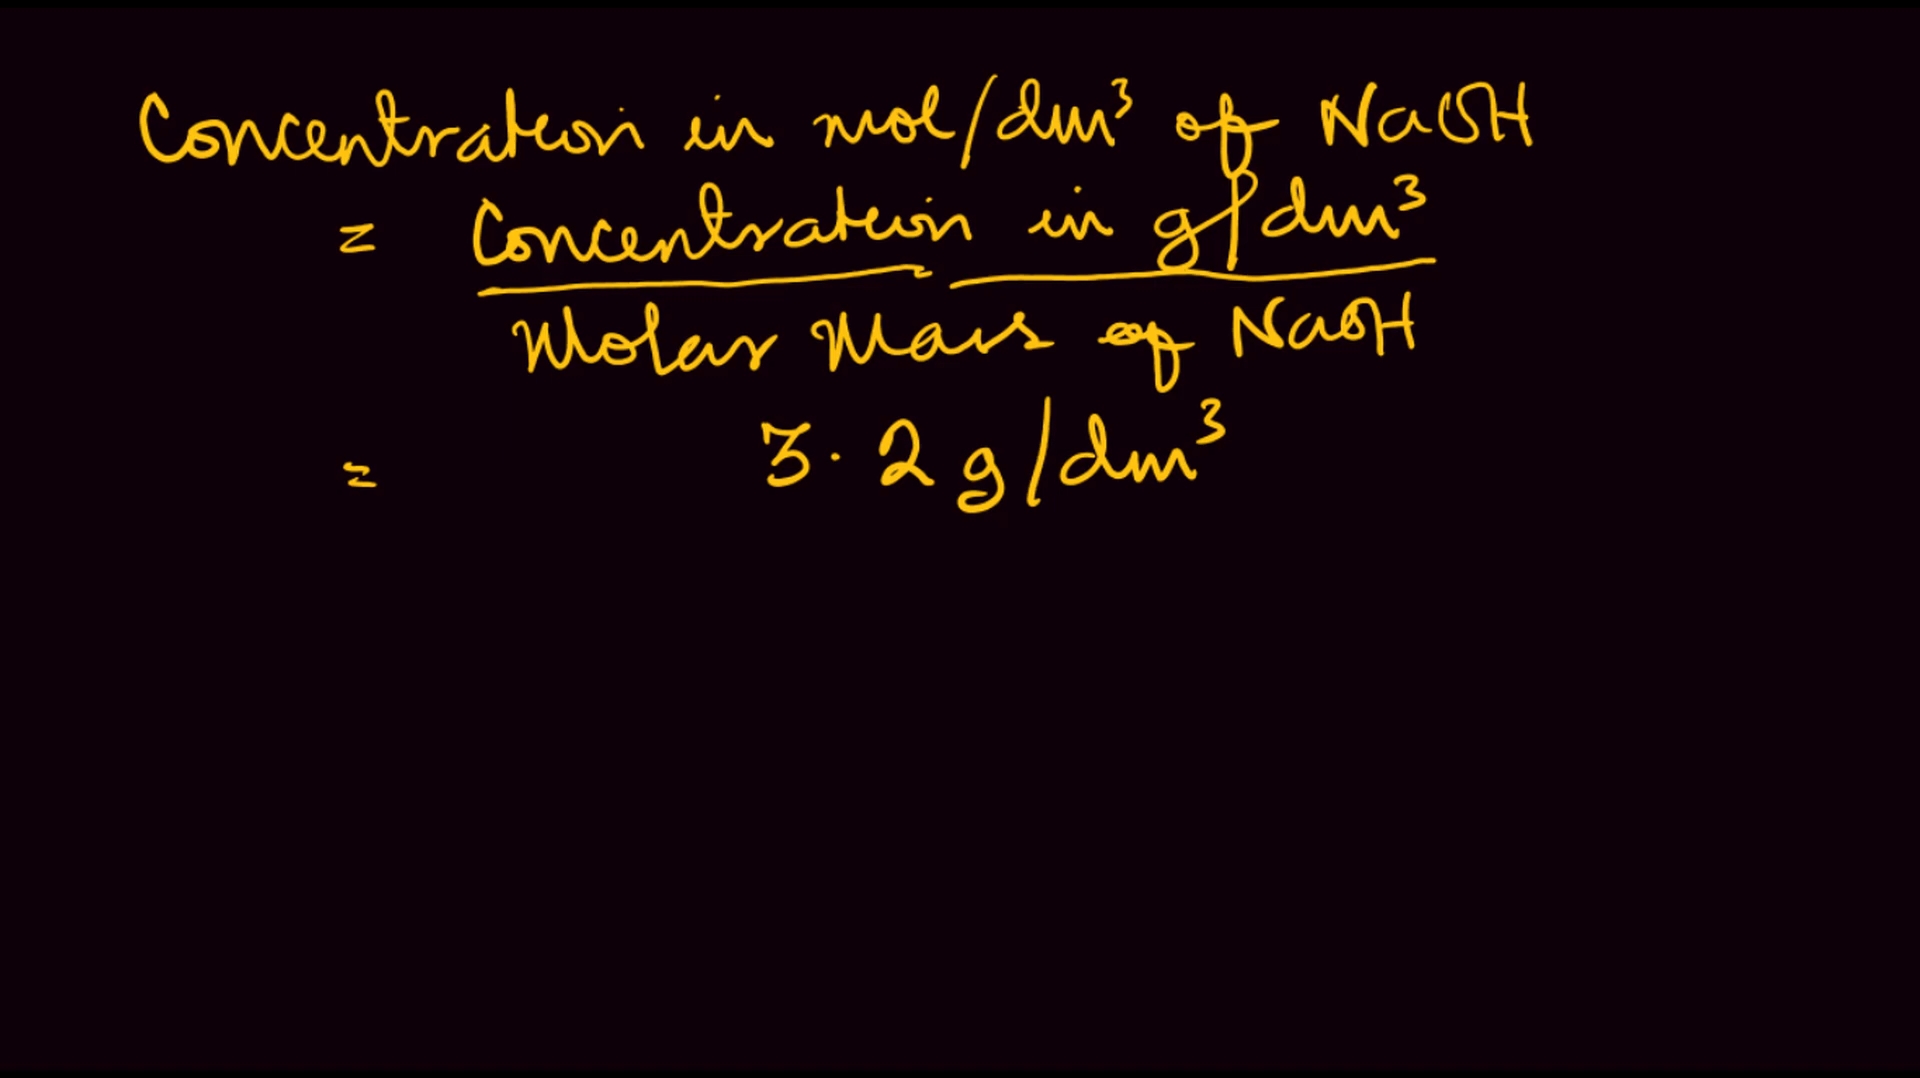 Concentration in mol/dm³ of NaOH
= Concentration in g/dm³
Molar Mass of NaOH
= 3.2 g/dm³